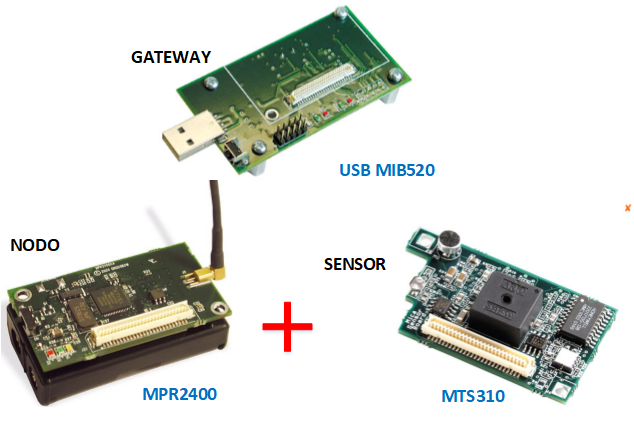 GATEWAY
USB MIB520
NODO
SENSOR
MPR2400
MTS310